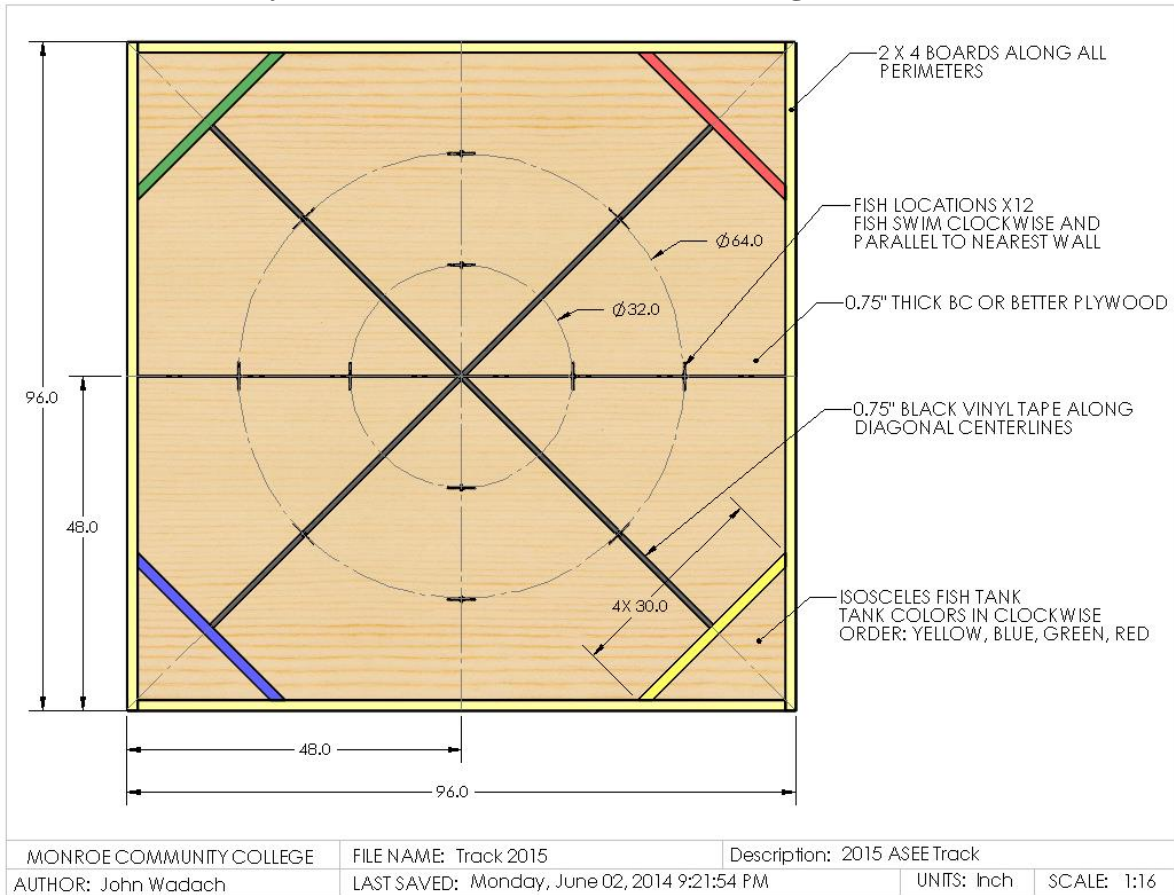 2 X 4 BOARDS ALONG ALL
PERIMETERS
FISH LOCATIONS X12
FISH SWIM CLOCKWISE AND
PARALLEL TO NEAREST WALL
Ø64.0
Ø32.0
0.75" THICK BC OR BETTER PLYWOOD
96.0
0.75" BLACK VINYL TAPE ALONG
DIAGONAL CENTERLINES
48.0
4X 30.0
ISOSCELES FISH TANK
TANK COLORS IN CLOCKWISE
ORDER: YELLOW, BLUE, GREEN, RED
48.0
96.0
MONROE COMMUNITY COLLEGE
FILE NAME: Track 2015
Description: 2015 ASEE Track
AUTHOR: John Wadach
LAST SAVED: Monday, June 02, 2014 9:21:54 PM
UNITS: Inch
SCALE: 1:16